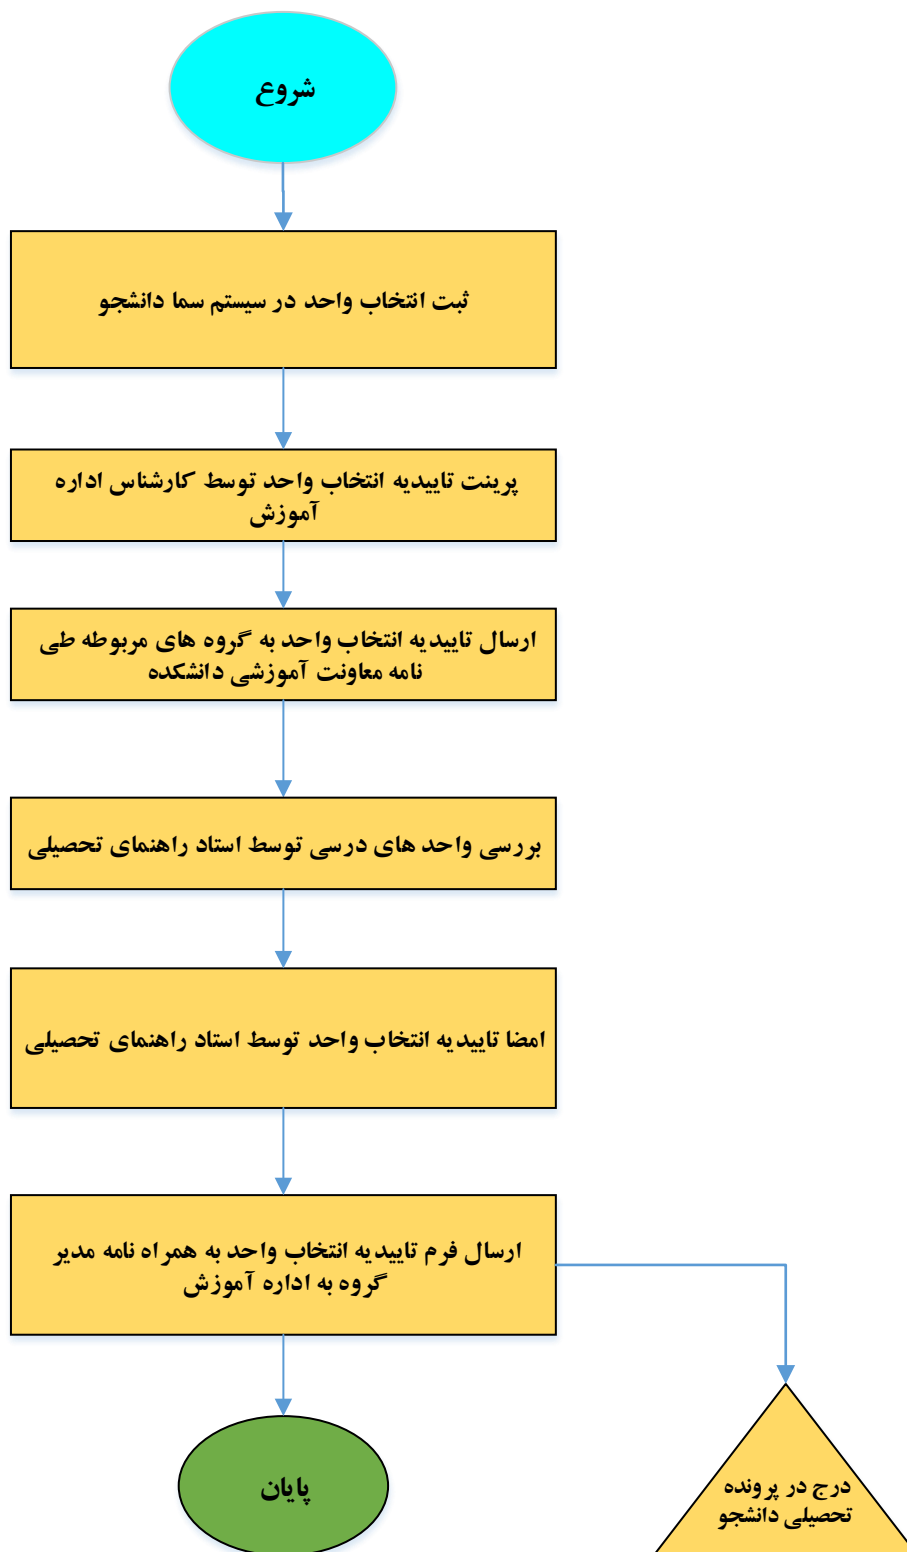 شروع
ثبت انتخاب واحد در سیستم سما دانشجو
پرینت تاییدیه انتخاب واحد توسط کارشناس اداره
آموزش
ارسال تاییدیه انتخاب واحد به گروه های مربوطه طی
نامه معاونت آموزشی دانشکده
بررسی واحد های درسی توسط استاد راهنمای تحصیلی
امضا تاییدیه انتخاب واحد توسط استاد راهنمای تحصیلی
ارسال فرم تاییدیه انتخاب واحد به همراه نامه مدیر
گروه به اداره آموزش
پایان
درج در پرونده
تحصیلی دانشجو